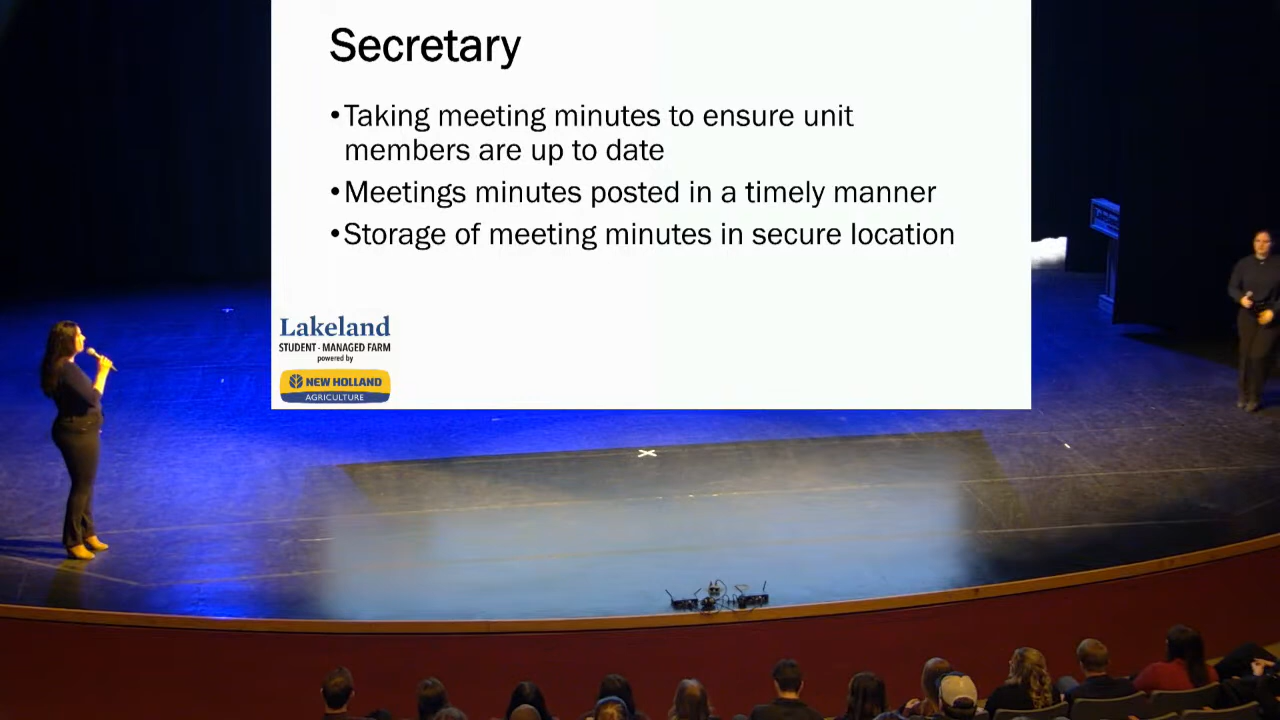 Secretary
•Taking meeting minutes to ensure unit
members are up to date
•Meetings minutes posted in a timely manner
•Storage of meeting minutes in secure location
Lakeland
STUDENT-MANAGED FARM
powered by
NEW HOLLAND
AGRICULTURE